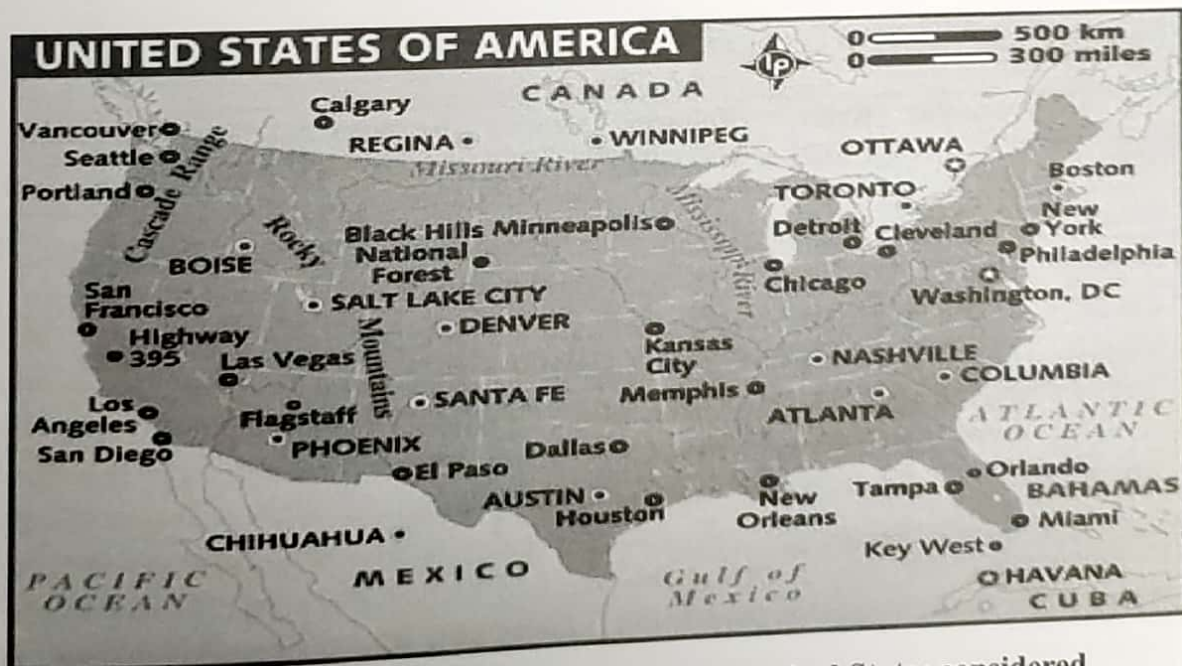 UNITED STATES OF AMERICA
0 500 km
0 300 miles
LP
CANADA
Calgary
Vancouver
REGINA
WINNIPEG
Seattle
Missouri River
OTTAWA
Portland
Cascade Range
Boston
TORONTO
New
York
Rocky
Mountains
Black Hills
National
Forest
Minneapolis
Mississippi River
Detroit
Cleveland
Philadelphia
BOISE
Chicago
Washington, DC
San
Francisco
SALT LAKE CITY
DENVER
Highway
395
Kansas
City
Las Vegas
NASHVILLE
COLUMBIA
SANTA FE
Memphis
Los
Angeles
Flagstaff
ATLANTA
ATLANTIC
OCEAN
San Diego
PHOENIX
Dallas
El Paso
Orlando
AUSTIN
Houston
New
Orleans
Tampa
BAHAMAS
Miami
CHIHUAHUA
Key West
PACIFIC
OCEAN
MEXICO
Gulf of
Mexico
HAVANA
CUBA